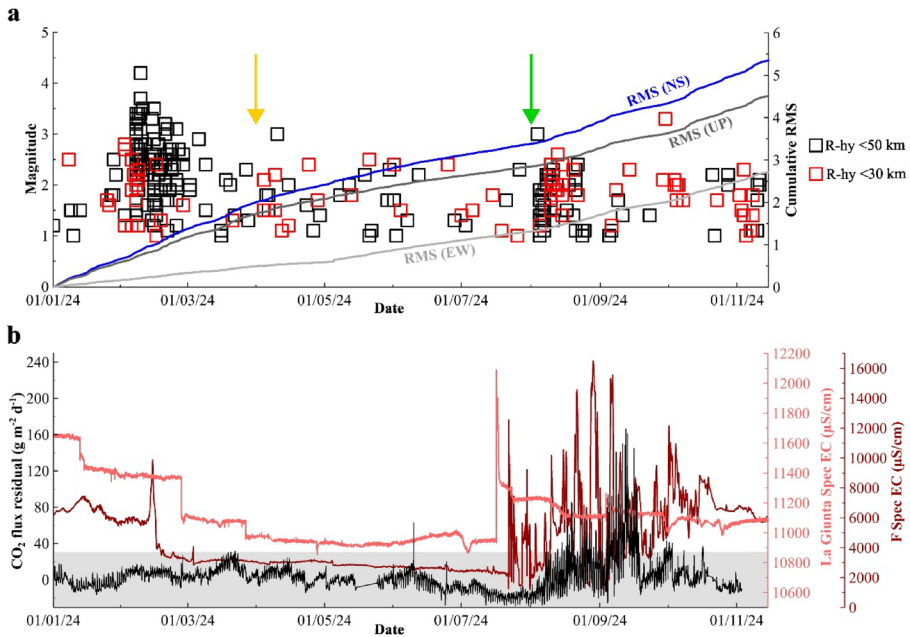 a
5
4
3
2
1
0
Magnitude
RMS (NS)
RMS (UP)
RMS (EW)
6
5
4
3
2
1
0
Cumulative RMS
R-hy <50 km
R-hy <30 km
01/01/24 01/03/24 01/05/24 01/07/24 01/09/24 01/11/24
Date
b
240
200
160
120
80
40
0
CO₂ flux residual (g m⁻² d⁻¹)
12200
12000
11800
11600
11400
11200
11000
10800
10600
La Giunta Spec EC (µS/cm)
16000
14000
12000
10000
8000
6000
4000
2000
0
F Spec EC (µS/cm)
01/01/24 01/03/24 01/05/24 01/07/24 01/09/24 01/11/24
Date